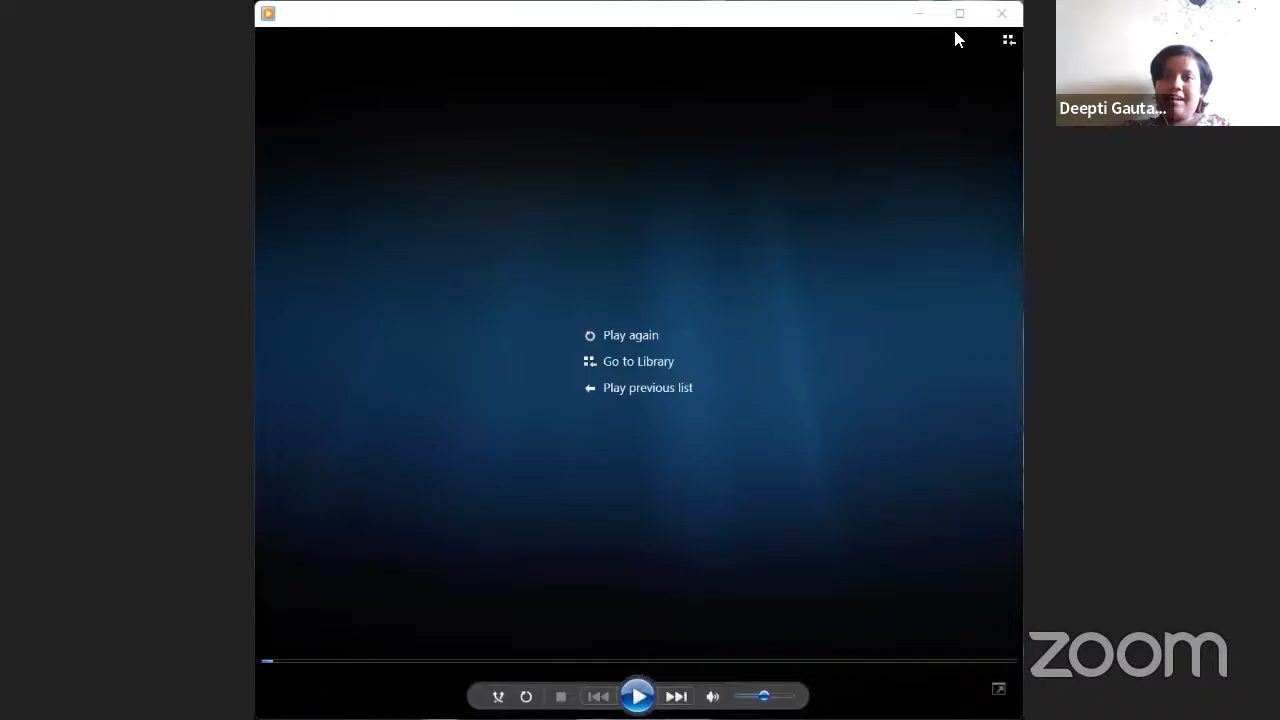 Deepti Gauta...
Play again
Go to Library
Play previous list
zoom